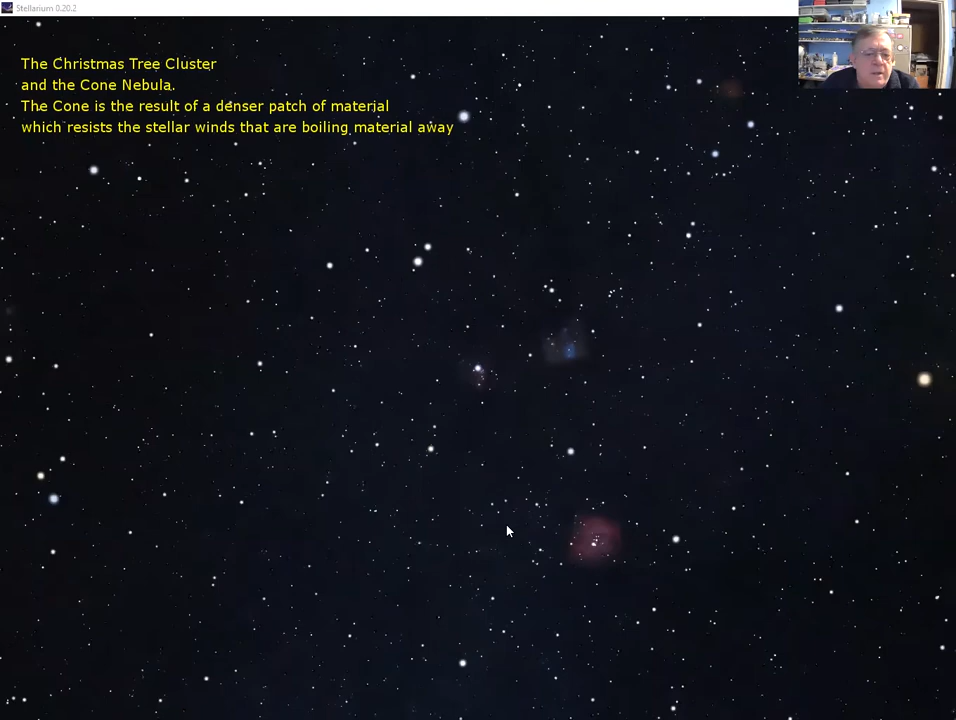 Stellarium 0.20.2
The Christmas Tree Cluster
and the Cone Nebula.
The Cone is the result of a denser patch of material
which resists the stellar winds that are boiling material away